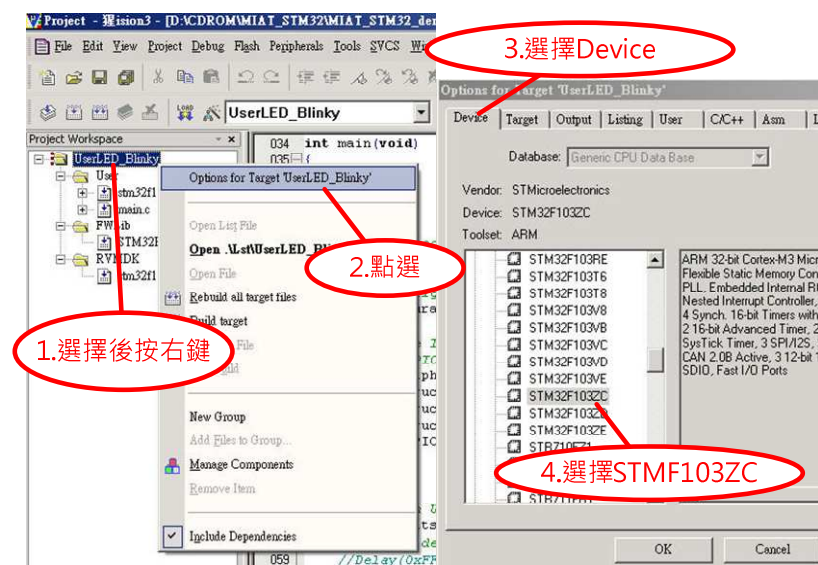 Project - 猩ision3 - [D:\CDROM\MIAT_STM32\MIAT_STM32_der
File Edit View Project Debug Flash Peripherals Tools SVCS
LOAD
UserLED_Blinky
Project Workspace
UserLED_Blinky
User
stm32f1
main.c
FWLib
STM32
RVMDK
stm32f1
034 int main(void)
035 {
Options for Target 'UserLED_Blinky'
Open List File
Open .\Lst\UserLED_
Open File
Rebuild all target files
Build target
File
New Group
Add Files to Group...
Manage Components
Remove Item
Include Dependencies
059 //Delay(0xFF
1.選擇後按右鍵
2.點選
3.選擇Device
Options for Target 'UserLED_Blinky'
Device Target Output Listing User C/C++ Asm
Database: Generic CPU Data Base
Vendor: STMicroelectronics
Device: STM32F103ZC
Toolset: ARM
STM32F103RE
STM32F103T6
STM32F103T8
STM32F103V8
STM32F103VB
STM32F103VC
STM32F103VD
STM32F103VE
STM32F103ZC
STM32F103ZD
STM32F103ZE
STR710FZ1
ARM 32-bit Cortex-M3 Micr
Flexible Static Memory Con
PLL. Embedded Internal R
Nested Interrupt Controller,
4 Synch. 16-bit Timers with
2 16-bit Advanced Timer, 2
SysTick Timer, 3 SPI/I2S,
CAN 2.0B Active, 3 12-bit
SDIO, Fast I/O Ports
4.選擇STMF103ZC
OK Cancel